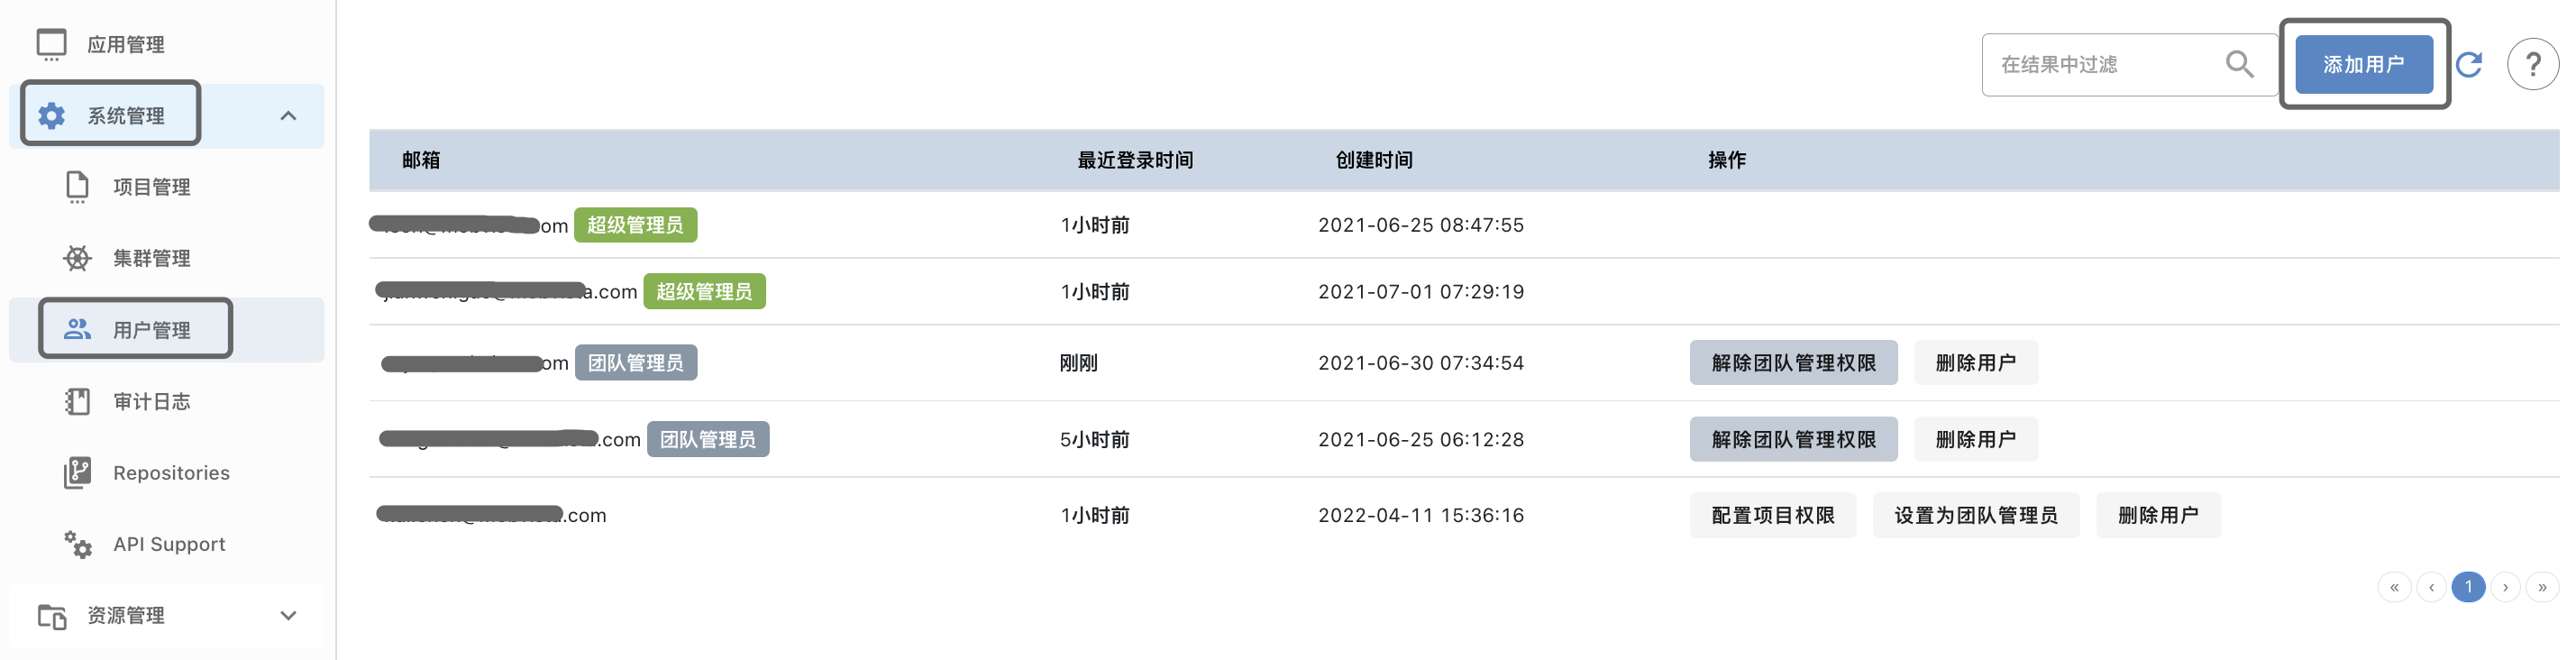 应用管理
系统管理
项目管理
集群管理
用户管理
审计日志
Repositories
API Support
资源管理
在结果中过滤
添加用户
?
邮箱 最近登录时间 创建时间 操作
om 超级管理员 1小时前 2021-06-25 08:47:55
.com 超级管理员 1小时前 2021-07-01 07:29:19
om 团队管理员 刚刚 2021-06-30 07:34:54 解除团队管理权限 删除用户
.com 团队管理员 5小时前 2021-06-25 06:12:28 解除团队管理权限 删除用户
.com 1小时前 2022-04-11 15:36:16 配置项目权限 设置为团队管理员 删除用户
« ‹ 1 › »